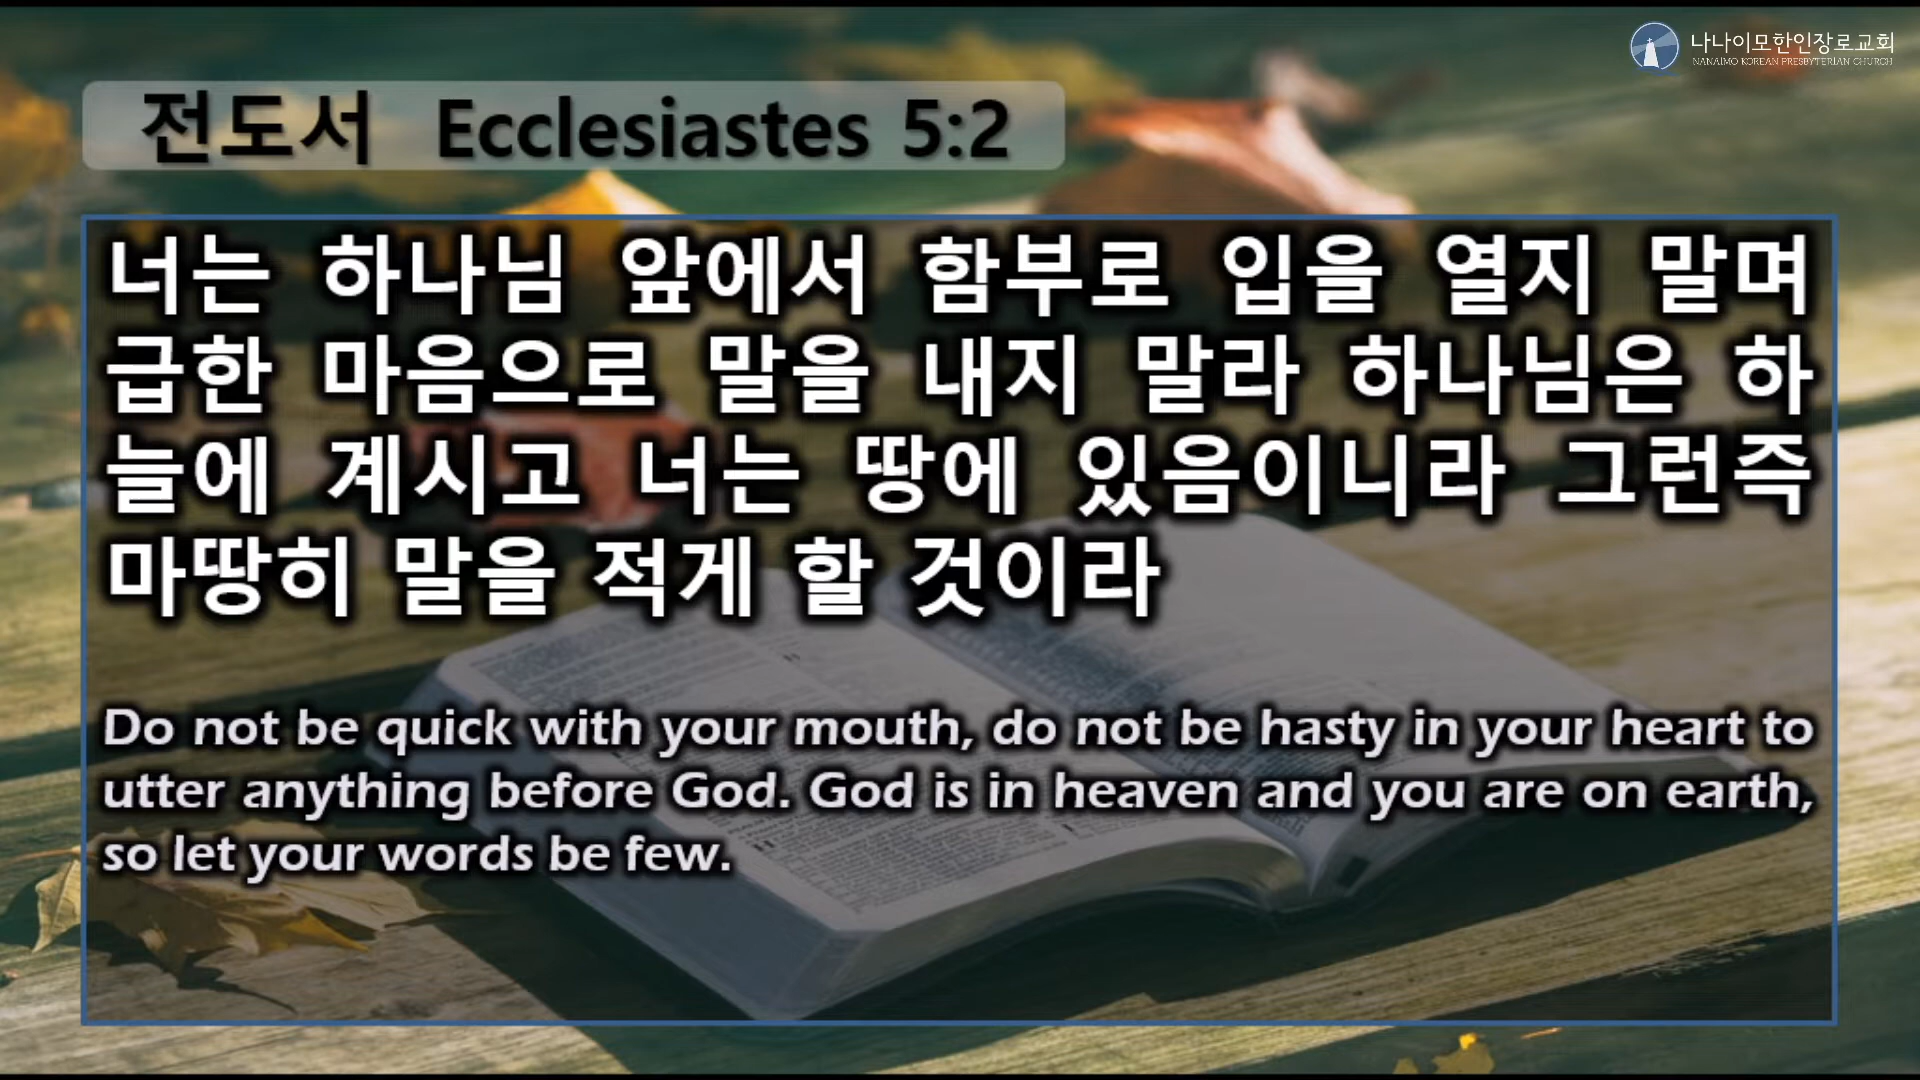 나나이모한인장로교회
NANAIMO KOREAN PRESBYTERIAN CHURCH
전도서 Ecclesiastes 5:2
너는 하나님 앞에서 함부로 입을 열지 말며
급한 마음으로 말을 내지 말라 하나님은 하
늘에 계시고 너는 땅에 있음이니라 그런즉
마땅히 말을 적게 할 것이라
Do not be quick with your mouth, do not be hasty in your heart to
utter anything before God. God is in heaven and you are on earth,
so let your words be few.